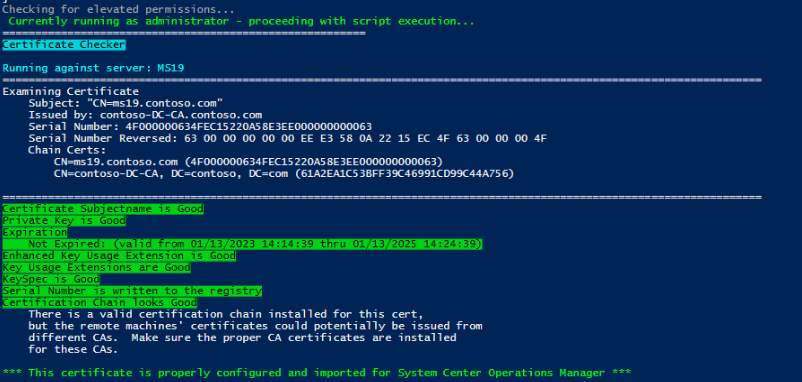 Checking for elevated permissions...
Currently running as administrator - proceeding with script execution...
========================================================
Certificate Checker
Running against server: MS19
=====================================================================================================================
Examining Certificate
Subject: "CN=ms19.contoso.com"
Issued by: contoso-DC-CA.contoso.com
Serial Number: 4F000000634FEC15220A58E3EE000000000063
Serial Number Reversed: 63 00 00 00 00 00 EE E3 58 0A 22 15 EC 4F 63 00 00 00 4F
Chain Certs:
CN=ms19.contoso.com (4F000000634FEC15220A58E3EE000000000063)
CN=contoso-DC-CA, DC=contoso, DC=com (61A2EA1C53BFF39C46991CD99C44A756)
=====================================================================================================================
Certificate Subjectname is Good
Private Key is Good
Expiration
Not Expired: (valid from 01/13/2023 14:14:39 thru 01/13/2025 14:24:39)
Enhanced Key Usage Extension is Good
Key Usage Extensions are Good
KeySpec is Good
Serial Number is written to the registry
Certification Chain looks Good
There is a valid certification chain installed for this cert,
but the remote machines' certificates could potentially be issued from
different CAs. Make sure the proper CA certificates are installed
for these CAs.
*** This certificate is properly configured and imported for System Center Operations Manager ***